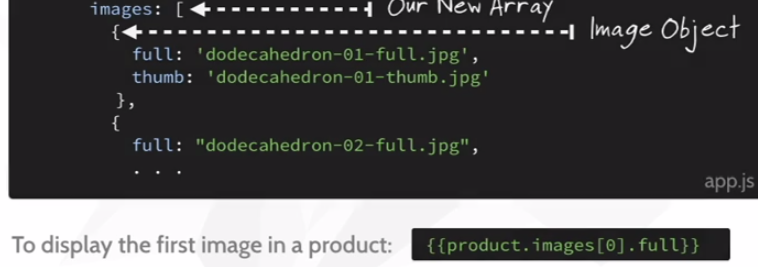 images: [ Our New Array
{ Image Object
full: 'dodecahedron-01-full.jpg',
thumb: 'dodecahedron-01-thumb.jpg'
},
{
full: "dodecahedron-02-full.jpg",
. . .
app.js
To display the first image in a product: {{product.images[0].full}}